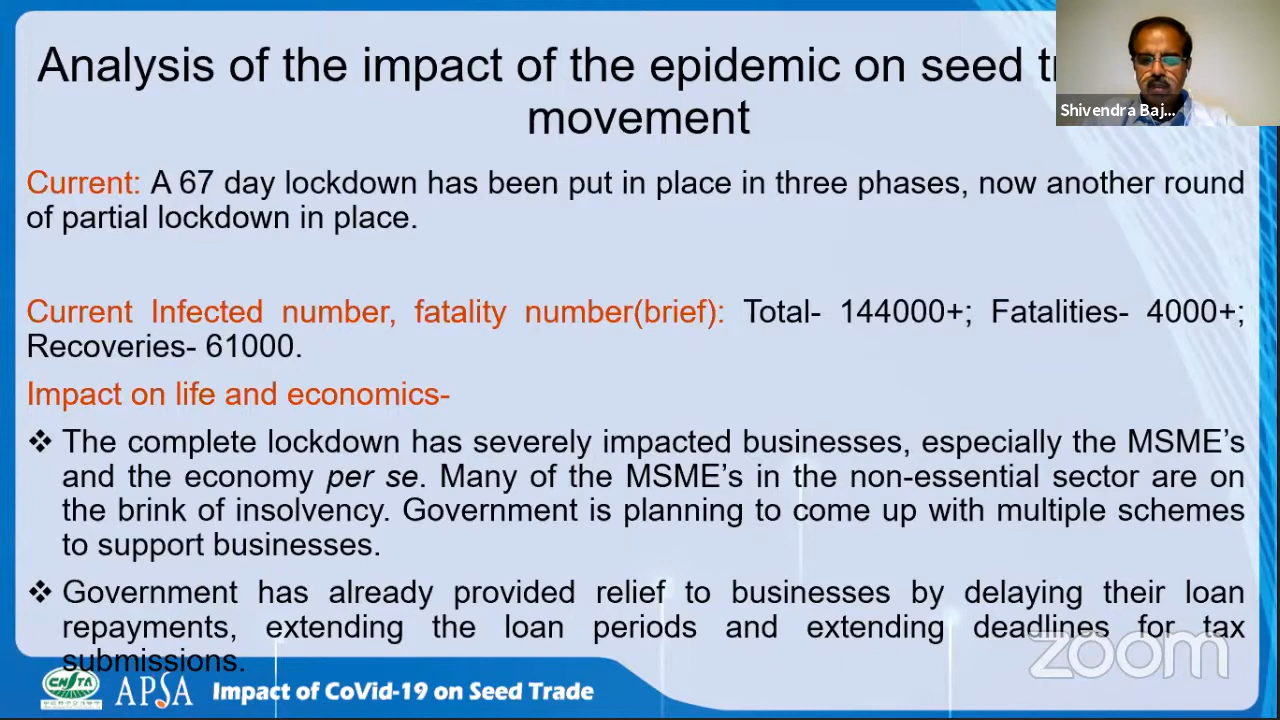 Analysis of the impact of the epidemic on seed
movement
Shivendra Baj...
Current: A 67 day lockdown has been put in place in three phases, now another round
of partial lockdown in place.
Current Infected number, fatality number(brief): Total- 144000+; Fatalities- 4000+;
Recoveries- 61000.
Impact on life and economics-
❖ The complete lockdown has severely impacted businesses, especially the MSME’s
and the economy per se. Many of the MSME’s in the non-essential sector are on
the brink of insolvency. Government is planning to come up with multiple schemes
to support businesses.
❖ Government has already provided relief to businesses by delaying their loan
repayments, extending the loan periods and extending deadlines for tax
submissions.
zoom
CNSTA APSA Impact of CoVid-19 on Seed Trade